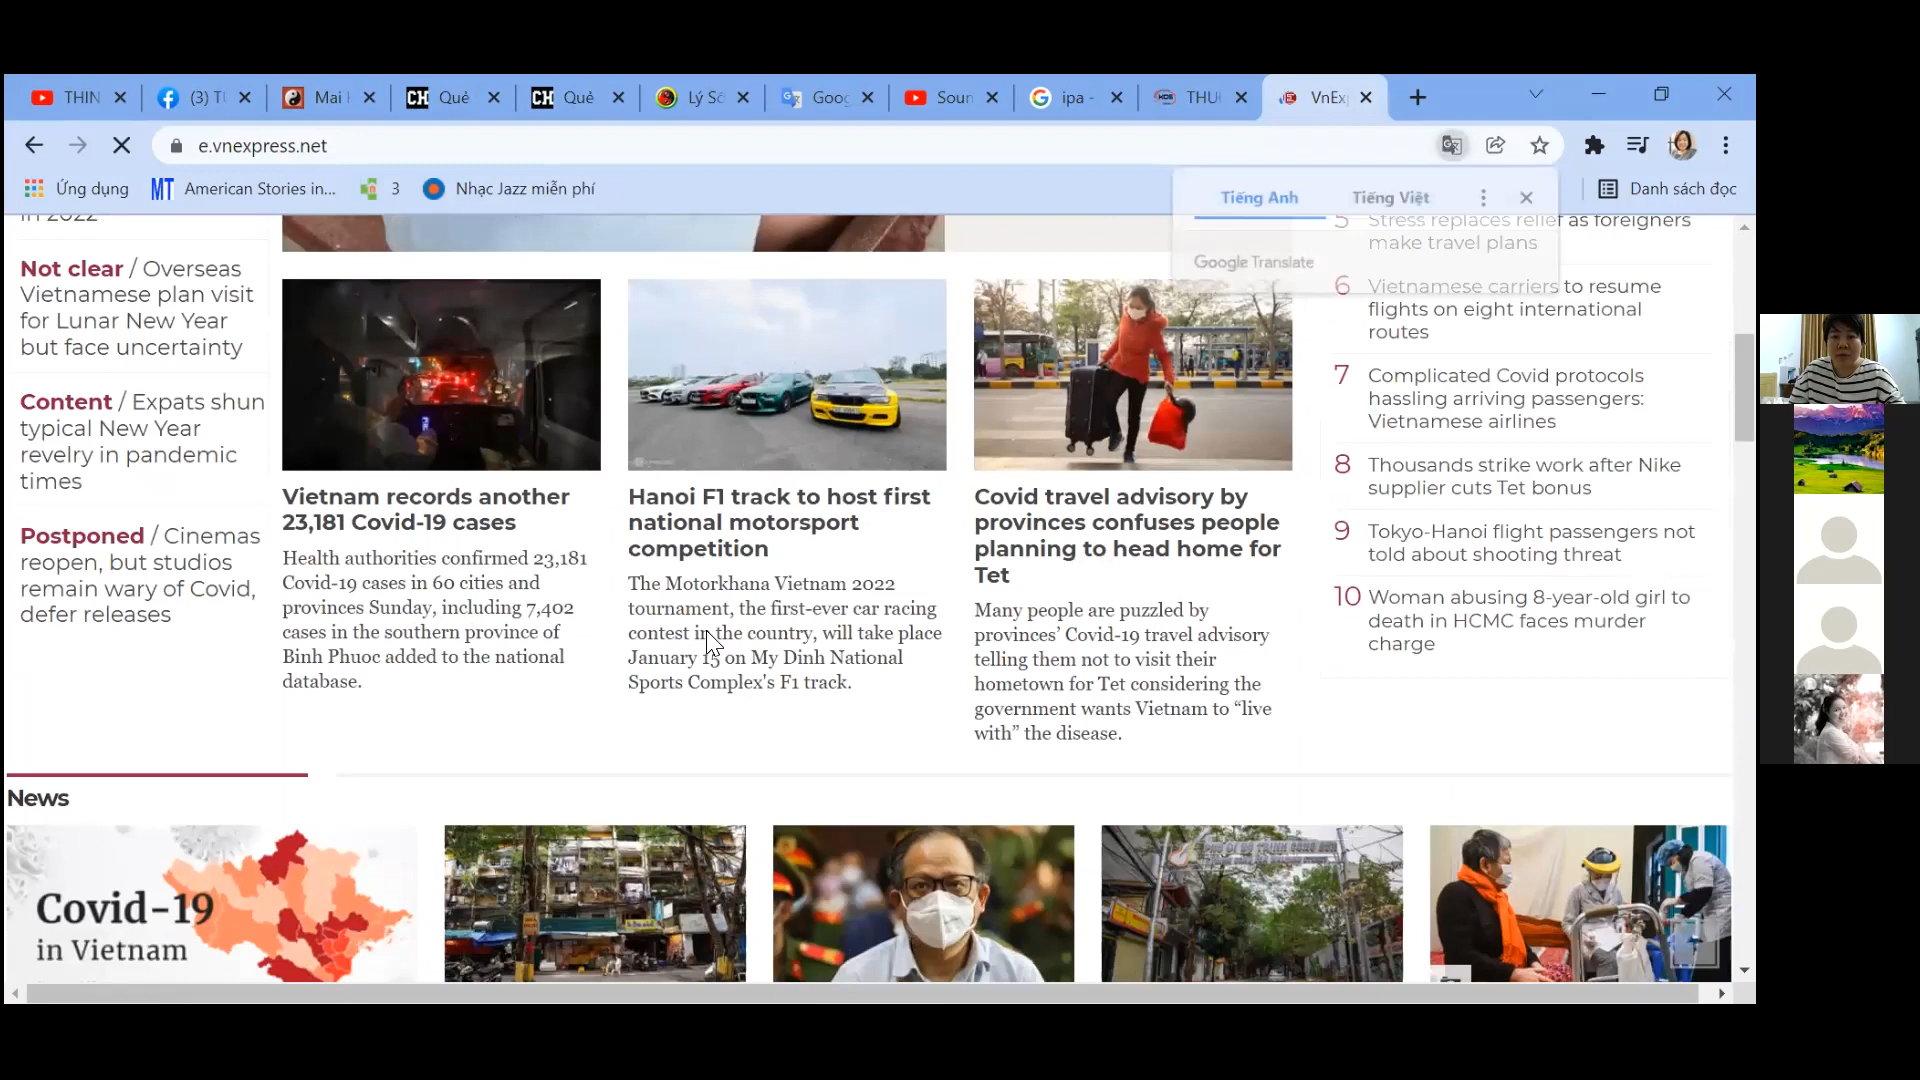 THIN
(3) T
Mai
Quẻ
Quẻ
Lý Số
Goog
Soun
ipa -
THU
VnEx
e.vnexpress.net
Ứng dụng
MT
American Stories in...
3
Nhạc Jazz miễn phí
Danh sách đọc
Tiếng Anh
Tiếng Việt
Google Translate
in 2022
Not clear / Overseas
Vietnamese plan visit
for Lunar New Year
but face uncertainty
Content / Expats shun
typical New Year
revelry in pandemic
times
Postponed / Cinemas
reopen, but studios
remain wary of Covid,
defer releases
Vietnam records another
23,181 Covid-19 cases
Health authorities confirmed 23,181
Covid-19 cases in 60 cities and
provinces Sunday, including 7,402
cases in the southern province of
Binh Phuoc added to the national
database.
Hanoi F1 track to host first
national motorsport
competition
The Motorkhana Vietnam 2022
tournament, the first-ever car racing
contest in the country, will take place
January 15 on My Dinh National
Sports Complex's F1 track.
Covid travel advisory by
provinces confuses people
planning to head home for
Tet
Many people are puzzled by
provinces’ Covid-19 travel advisory
telling them not to visit their
hometown for Tet considering the
government wants Vietnam to “live
with” the disease.
5 Stress replaces relief as foreigners
make travel plans
6 Vietnamese carriers to resume
flights on eight international
routes
7 Complicated Covid protocols
hassling arriving passengers:
Vietnamese airlines
8 Thousands strike work after Nike
supplier cuts Tet bonus
9 Tokyo-Hanoi flight passengers not
told about shooting threat
10 Woman abusing 8-year-old girl to
death in HCMC faces murder
charge
News
Covid-19
in Vietnam